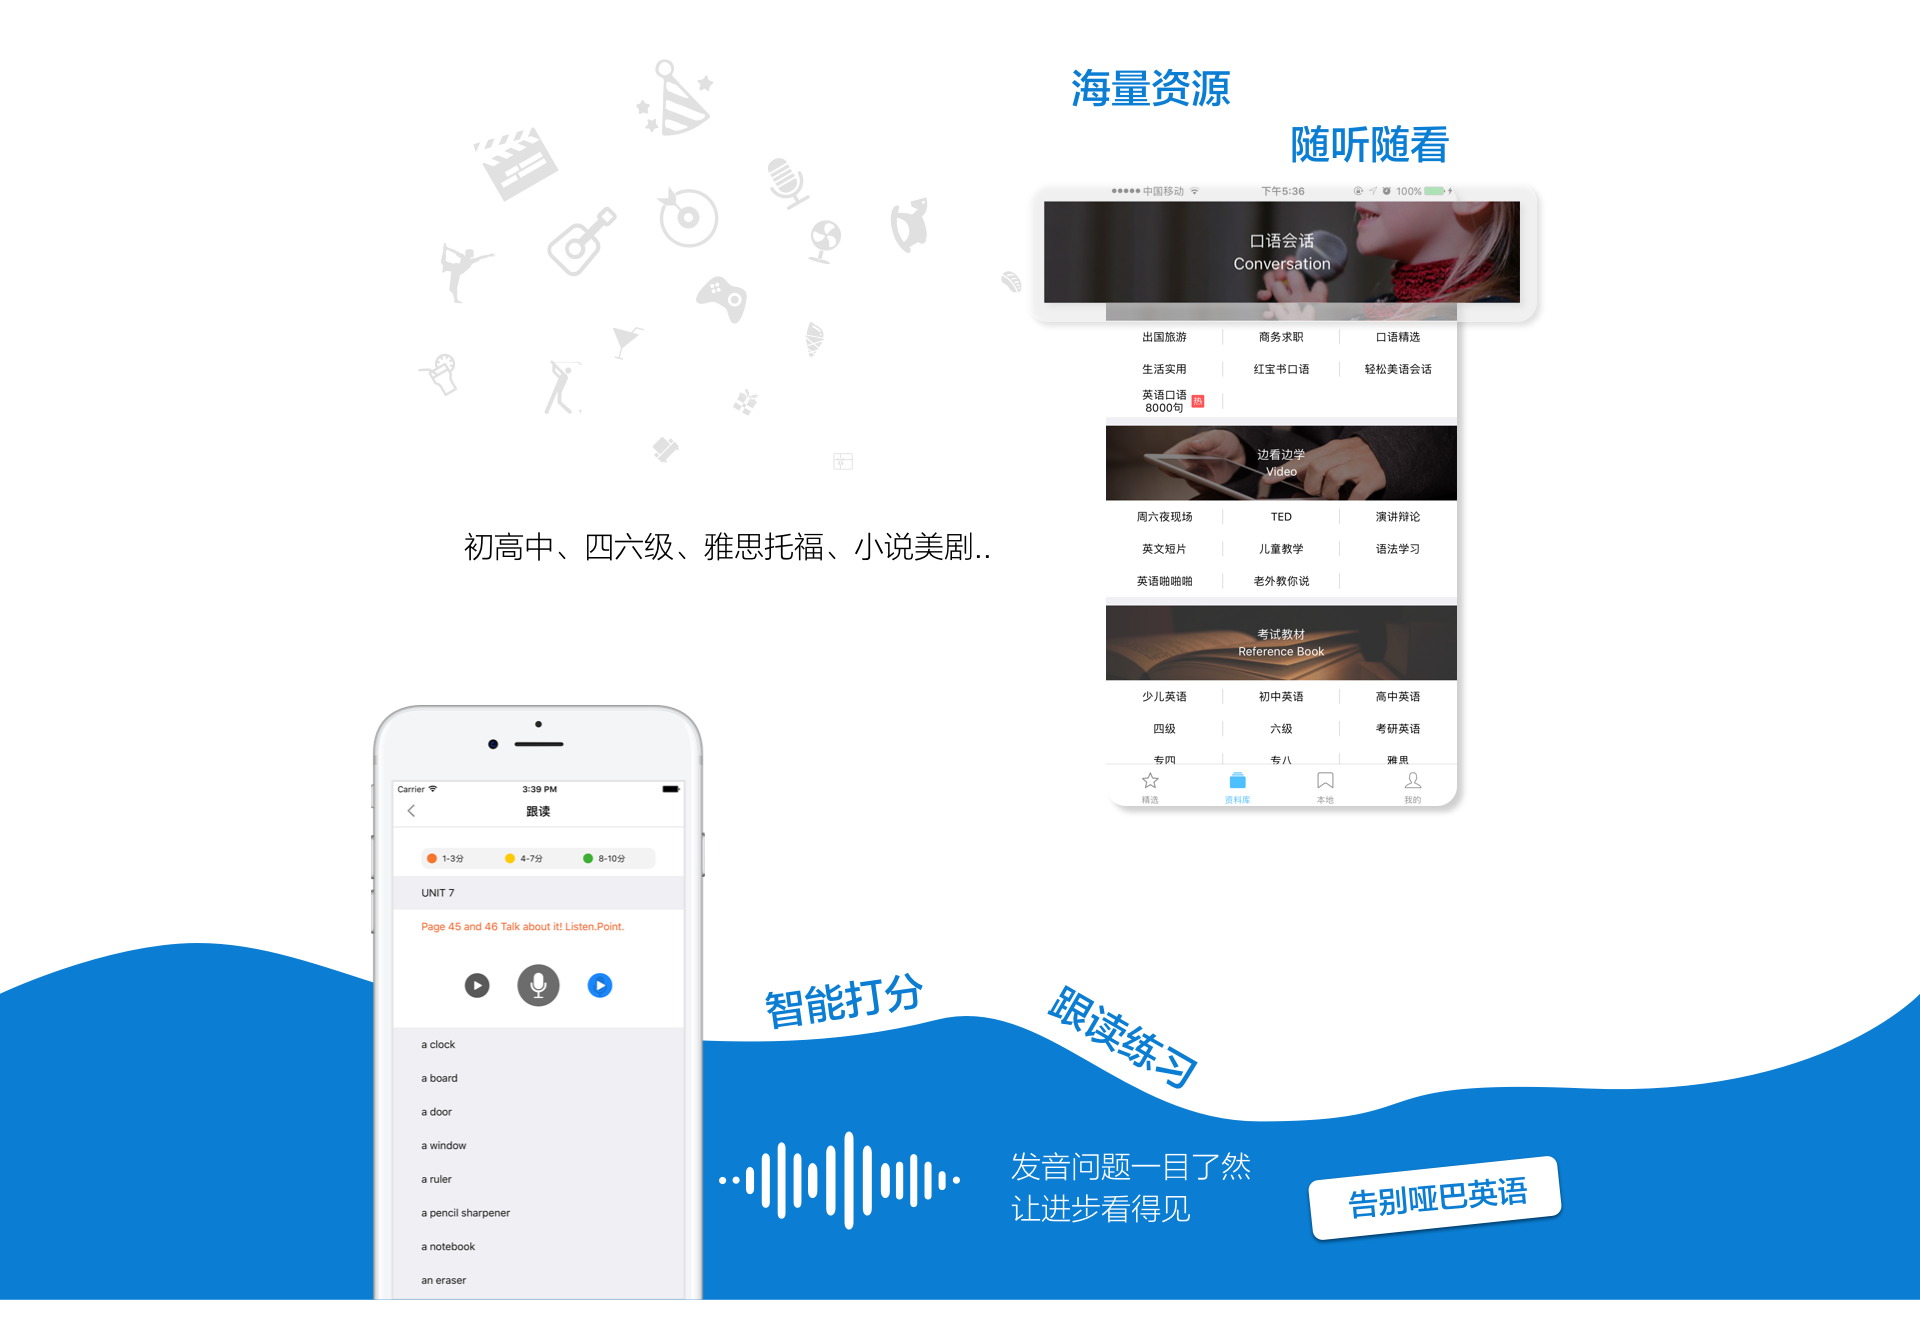 海量资源
随听随看
中国移动 下午5:36 100%
口语会话
Conversation
出国旅游 商务求职 口语精选
生活实用 红宝书口语 轻松美语会话
英语口语
8000句 热
边看边学
Video
周六夜现场 TED 演讲辩论
英文短片 儿童教学 语法学习
英语啪啪啪 老外教你说
考试教材
Reference Book
少儿英语 初中英语 高中英语
四级 六级 考研英语
专四 专八 雅思
精选 资料库 本地 我的
初高中、四六级、雅思托福、小说美剧..
Carrier 3:39 PM
跟读
1-3分 4-7分 8-10分
UNIT 7
Page 45 and 46 Talk about it! Listen.Point.
a clock
a board
a door
a window
a ruler
a pencil sharpener
a notebook
an eraser
智能打分
跟读练习
发音问题一目了然
让进步看得见
告别哑巴英语